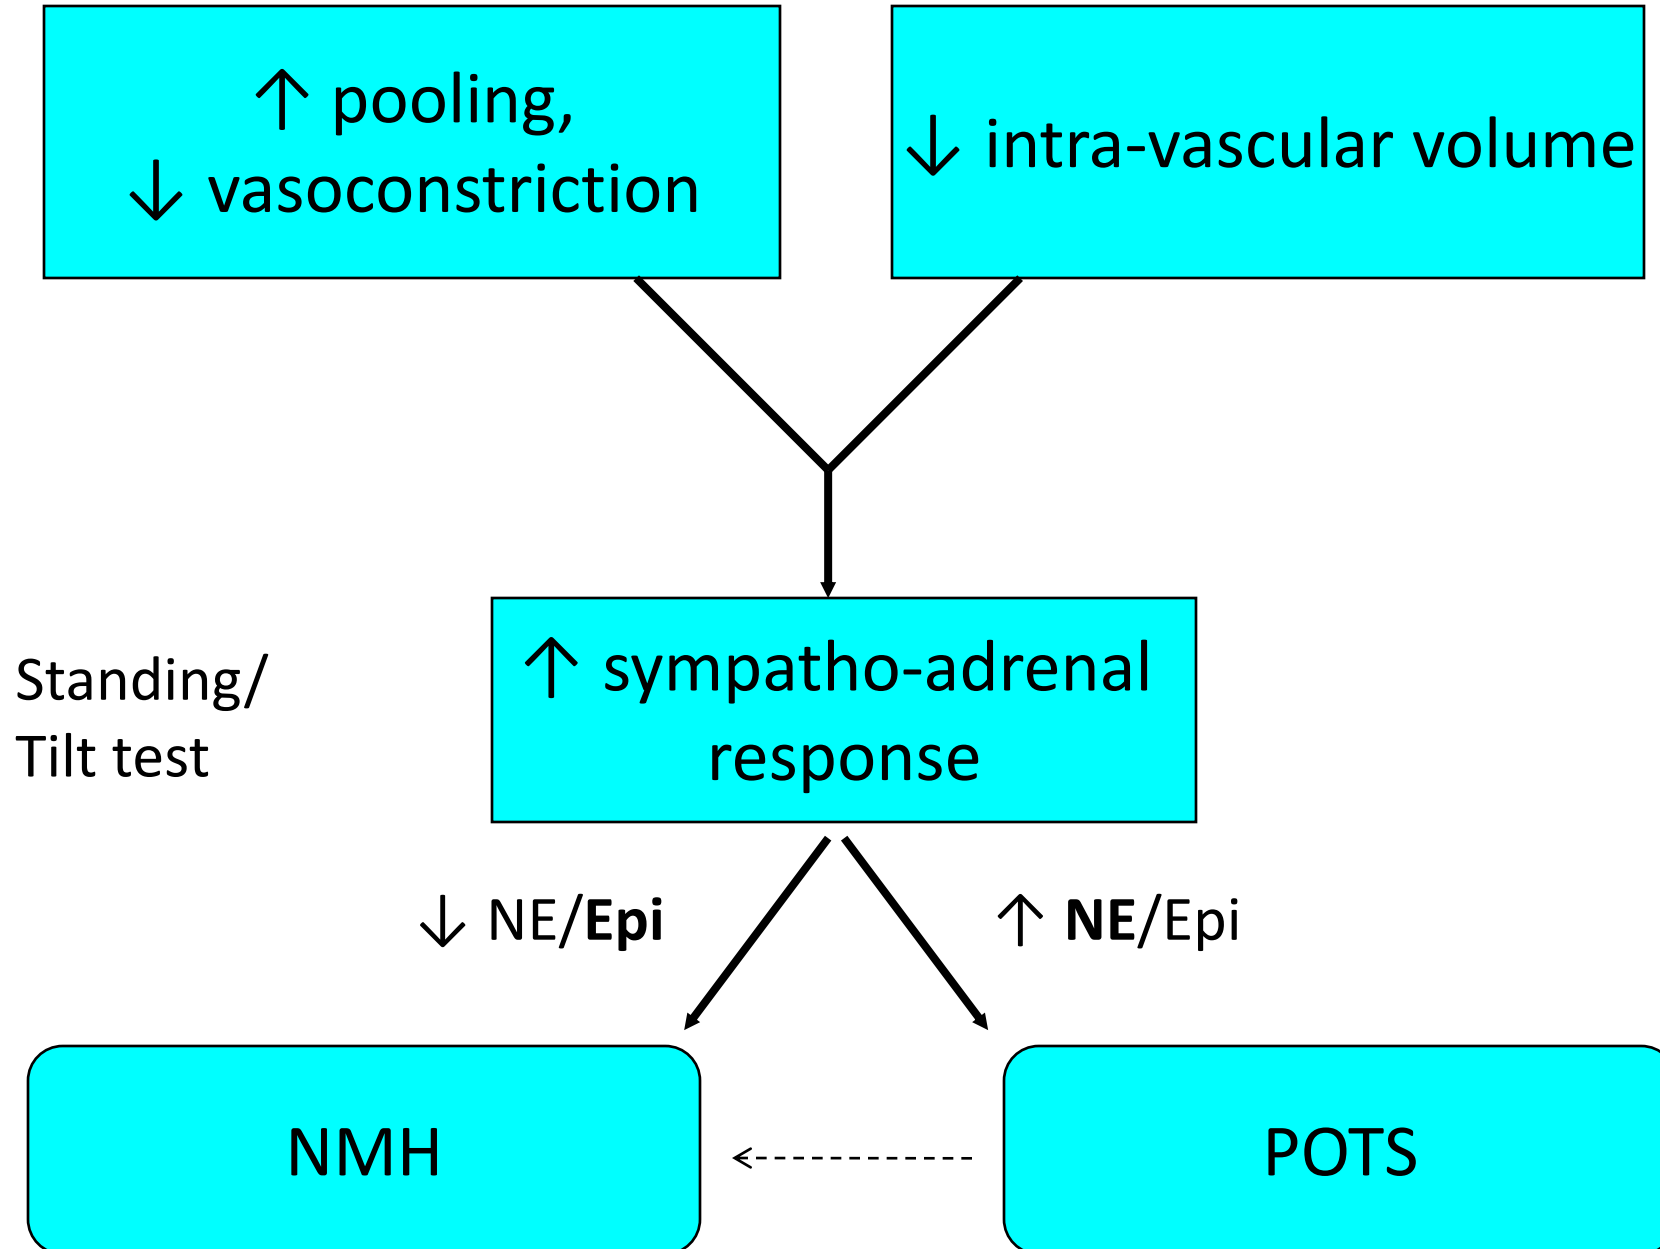 ↑ pooling,
↓ vasoconstriction
↓ intra-vascular volume
Standing/
Tilt test
↑ sympatho-adrenal
response
↓ NE/Epi
↑ NE/Epi
NMH
POTS